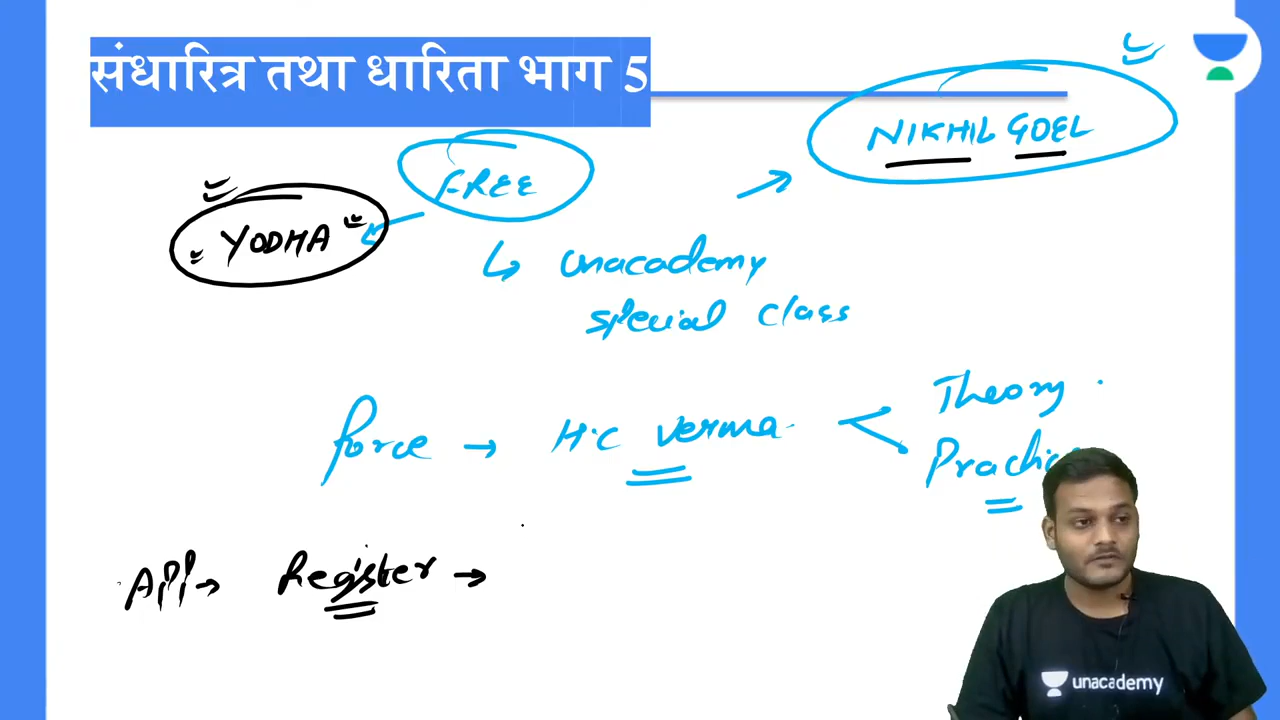 संधारित्र तथा धारिता भाग 5
NIKHIL GOEL
FREE
YODHA
unacademy
special class
force → H.C Verma
Theory
Practice
APP → Register →
unacademy